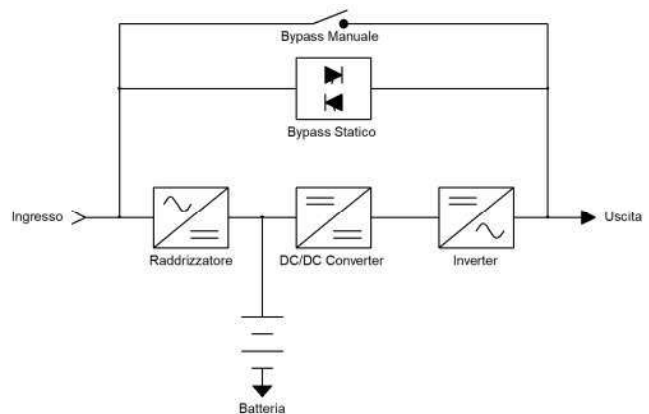 Bypass Manuale
Bypass Statico
Ingresso
Uscita
Raddrizzatore
DC/DC Converter
Inverter
Batteria